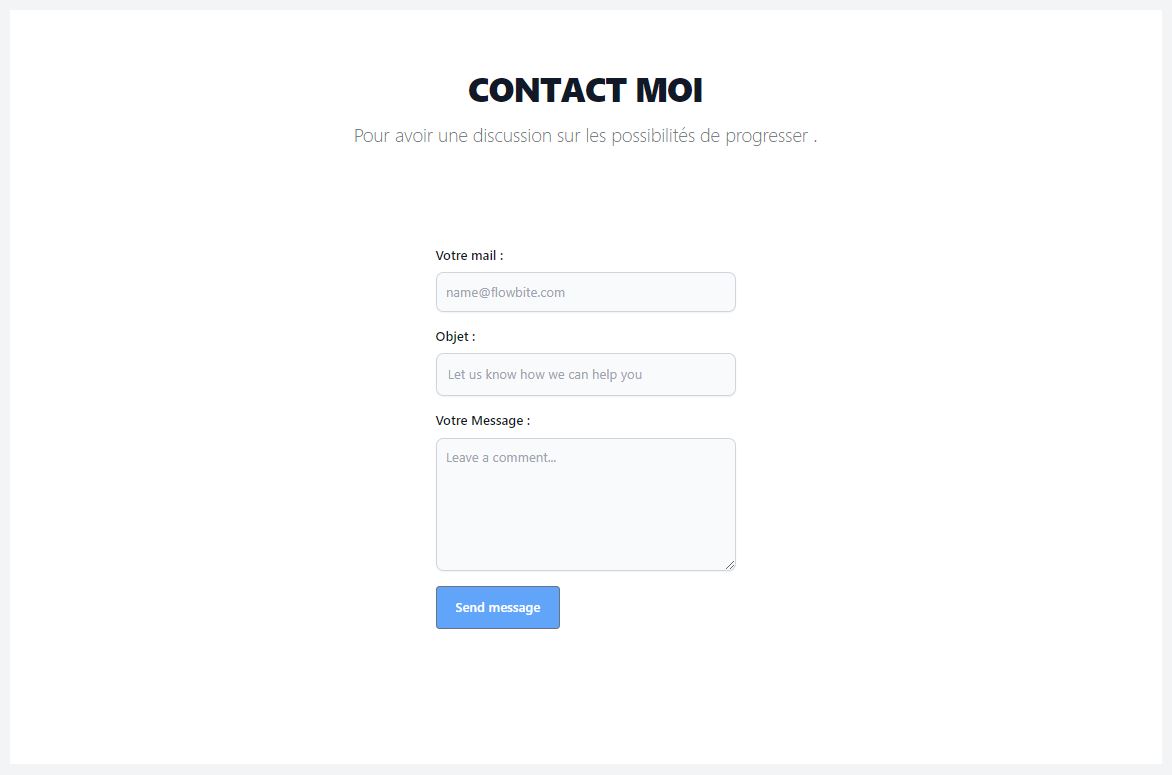 CONTACT MOI
Pour avoir une discussion sur les possibilités de progresser .
Votre mail :
name@flowbite.com
Objet :
Let us know how we can help you
Votre Message :
Leave a comment...
Send message